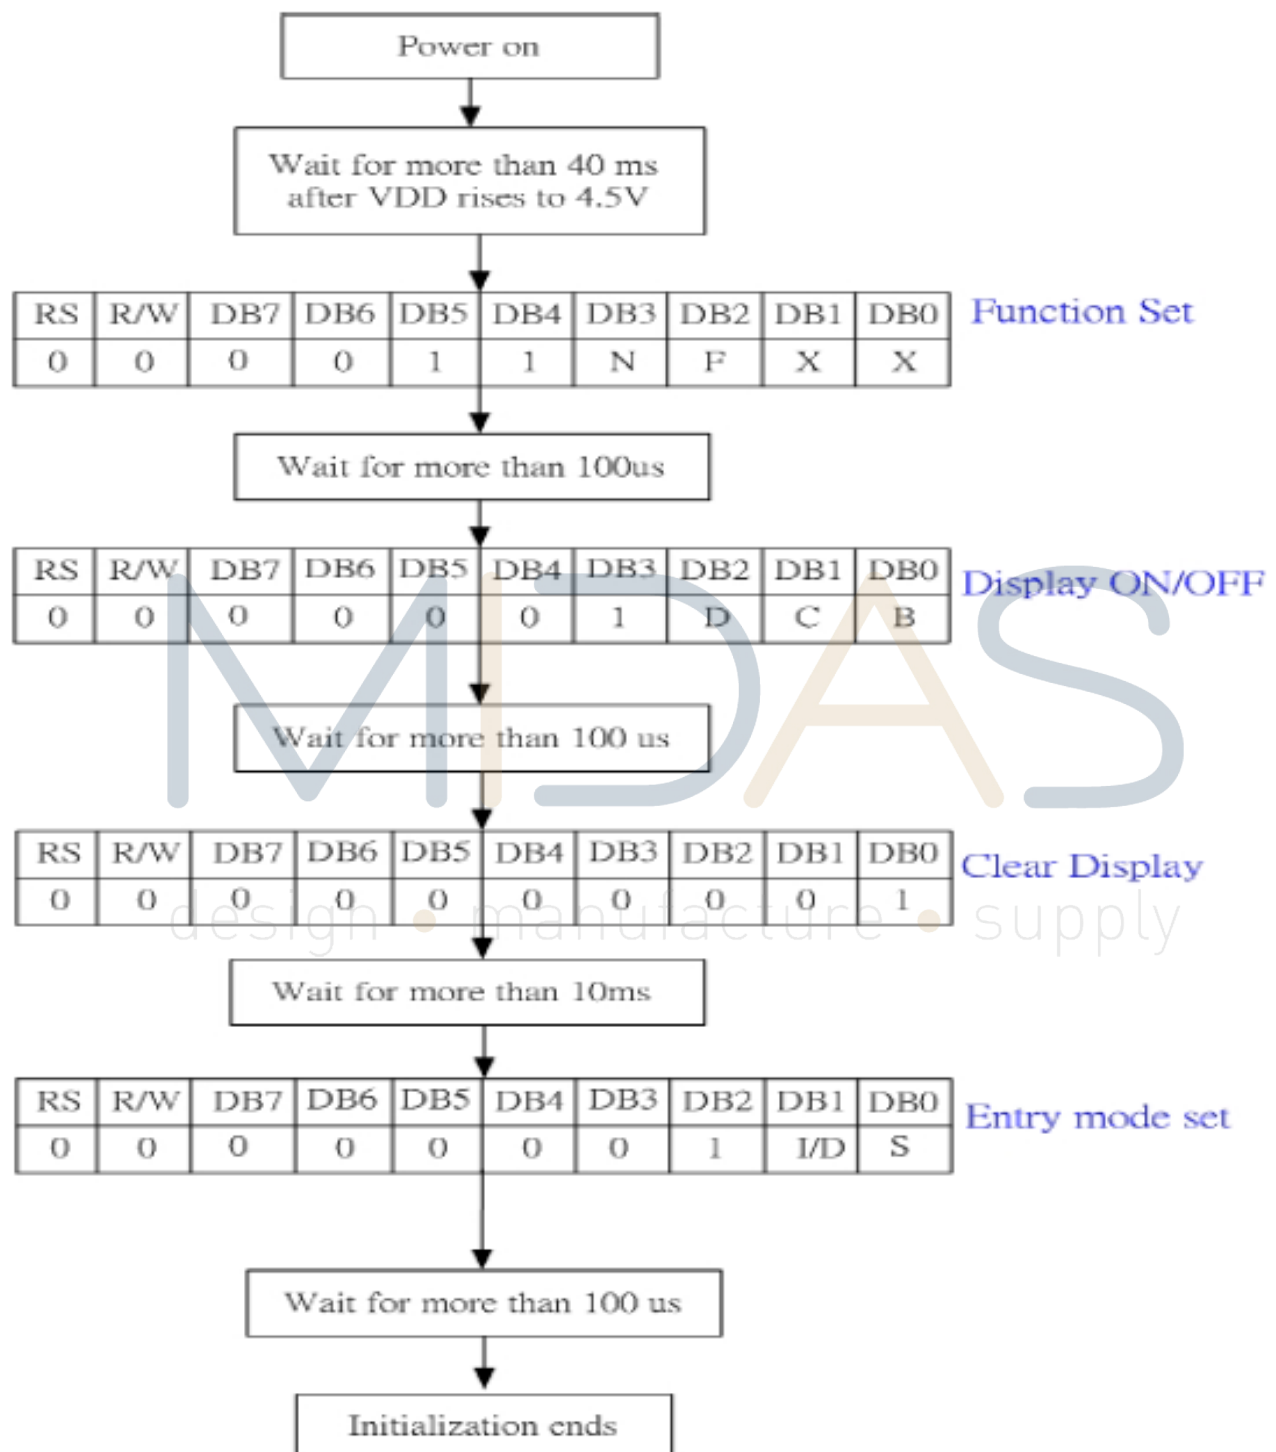 Power on
Wait for more than 40 ms
after VDD rises to 4.5V
RS R/W DB7 DB6 DB5 DB4 DB3 DB2 DB1 DB0 Function Set
0 0 0 0 1 1 N F X X
Wait for more than 100us
RS R/W DB7 DB6 DB5 DB4 DB3 DB2 DB1 DB0 Display ON/OFF
0 0 0 0 0 0 1 D C B
MIDAS
Wait for more than 100 us
RS R/W DB7 DB6 DB5 DB4 DB3 DB2 DB1 DB0 Clear Display
0 0 0 0 0 0 0 0 0 1
design • manufacture • supply
Wait for more than 10ms
RS R/W DB7 DB6 DB5 DB4 DB3 DB2 DB1 DB0 Entry mode set
0 0 0 0 0 0 0 1 I/D S
Wait for more than 100 us
Initialization ends